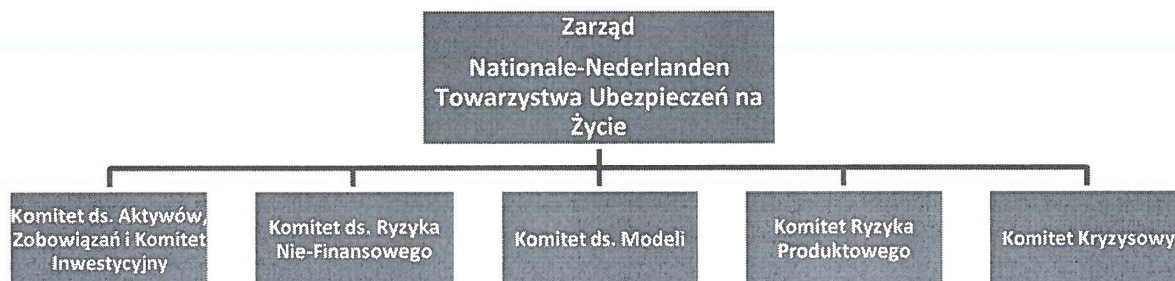 Zarząd
Nationale-Nederlanden
Towarzystwa Ubezpieczeń na
Życie
Komitet ds. Aktywów,
Zobowiązań i Komitet
Inwestycyjny
Komitet ds. Ryzyka
Nie-Finansowego
Komitet ds. Modeli
Komitet Ryzyka
Produktowego
Komitet Kryzysowy